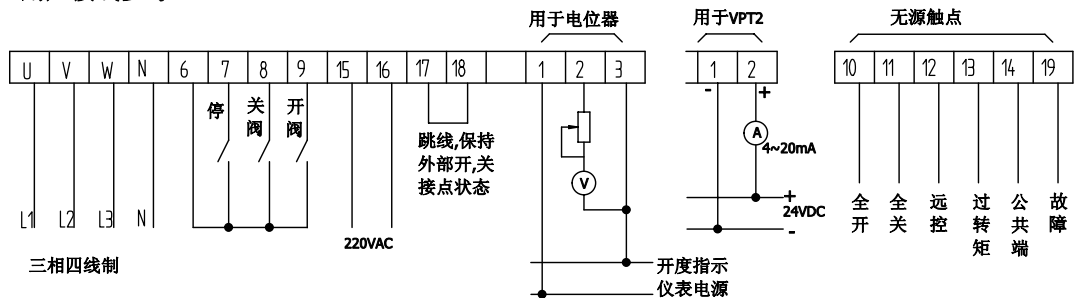 用于电位器
用于VPT2
无源触点
U V W N 6 7 8 9 15 16 17 18 1 2 3
1 2
10 11 12 13 14 19
停
关阀
开阀
跳线,保持
外部开,关
接点状态
V
- +
A
4~20mA
+
24VDC
-
全开
全关
远控
过转矩
公共端
故障
L1 L2 L3 N
220VAC
三相四线制
开度指示
仪表电源